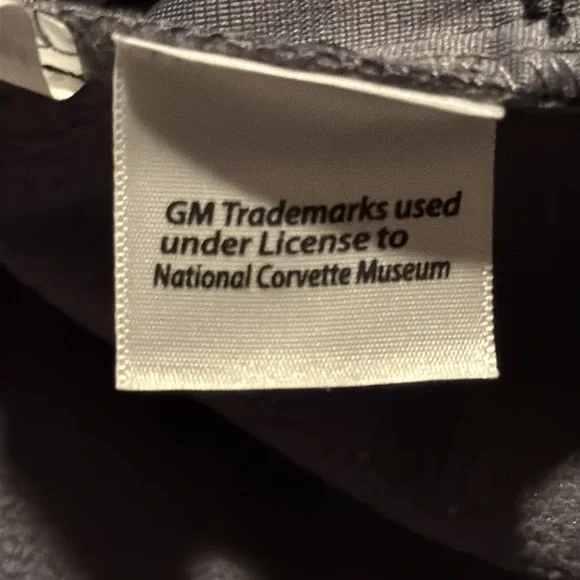 GM Trademarks used
under License to
National Corvette Museum